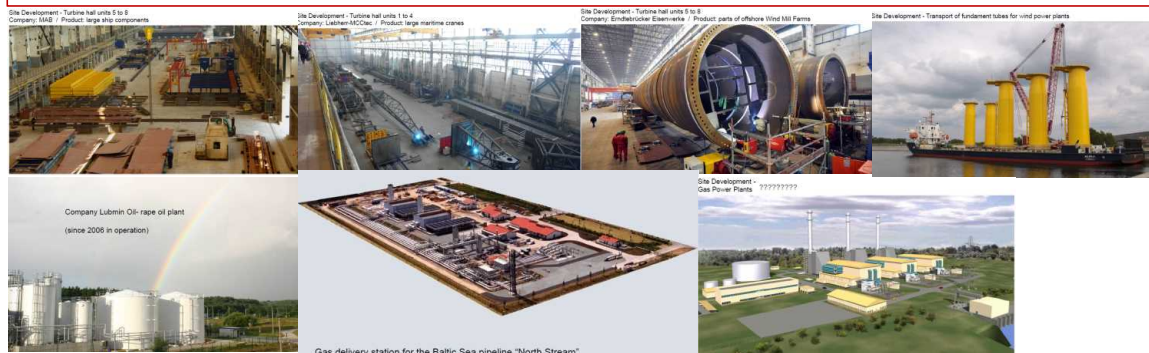 Site Development - Turbine hall units 5 to 8
Company: MAB / Product: large ship components
Site Development - Turbine hall units 1 to 4
Company: Liebherr-MCCtec / Product: large maritime cranes
Site Development - Turbine hall units 5 to 8
Company: Erndtebrücker Eisenwerke / Product: parts of offshore Wind Mill Farms
Site Development - Transport of fundament tubes for wind power plants
Company Lubmin Oil- rape oil plant
(since 2006 in operation)
Gas delivery station for the Baltic Sea pipeline "North Stream"
Site Development -
Gas Power Plants ?????????